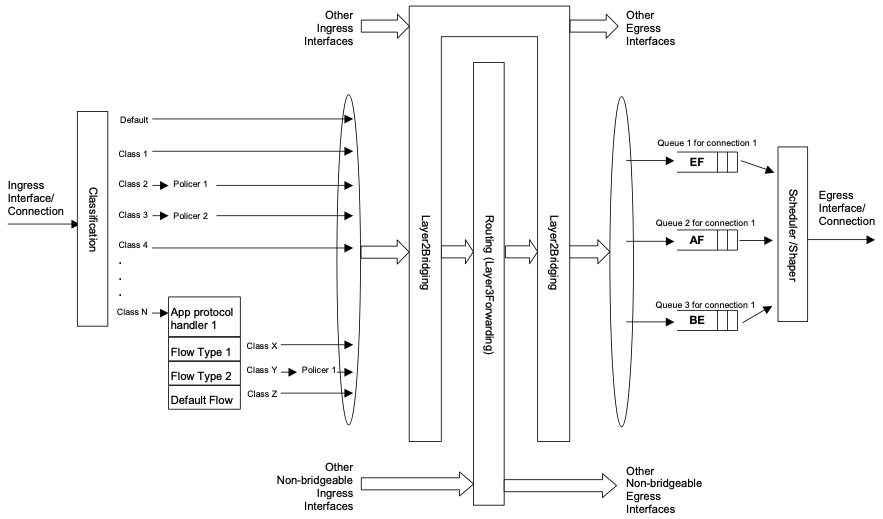 Other
Ingress
Interfaces
Other
Egress
Interfaces
Default
Class 1
Class 2
Policer 1
Class 3
Policer 2
Class 4
.
.
.
Class N
Ingress
Interface/
Connection
Classification
App protocol
handler 1
Flow Type 1
Flow Type 2
Default Flow
Class X
Class Y
Policer 1
Class Z
Layer2Bridging
Routing (Layer3Forwarding)
Layer2Bridging
Queue 1 for connection 1
EF
Queue 2 for connection 1
AF
Queue 3 for connection 1
BE
Scheduler /Shaper
Egress
Interface/
Connection
Other
Non-bridgeable
Ingress
Interfaces
Other
Non-bridgeable
Egress
Interfaces